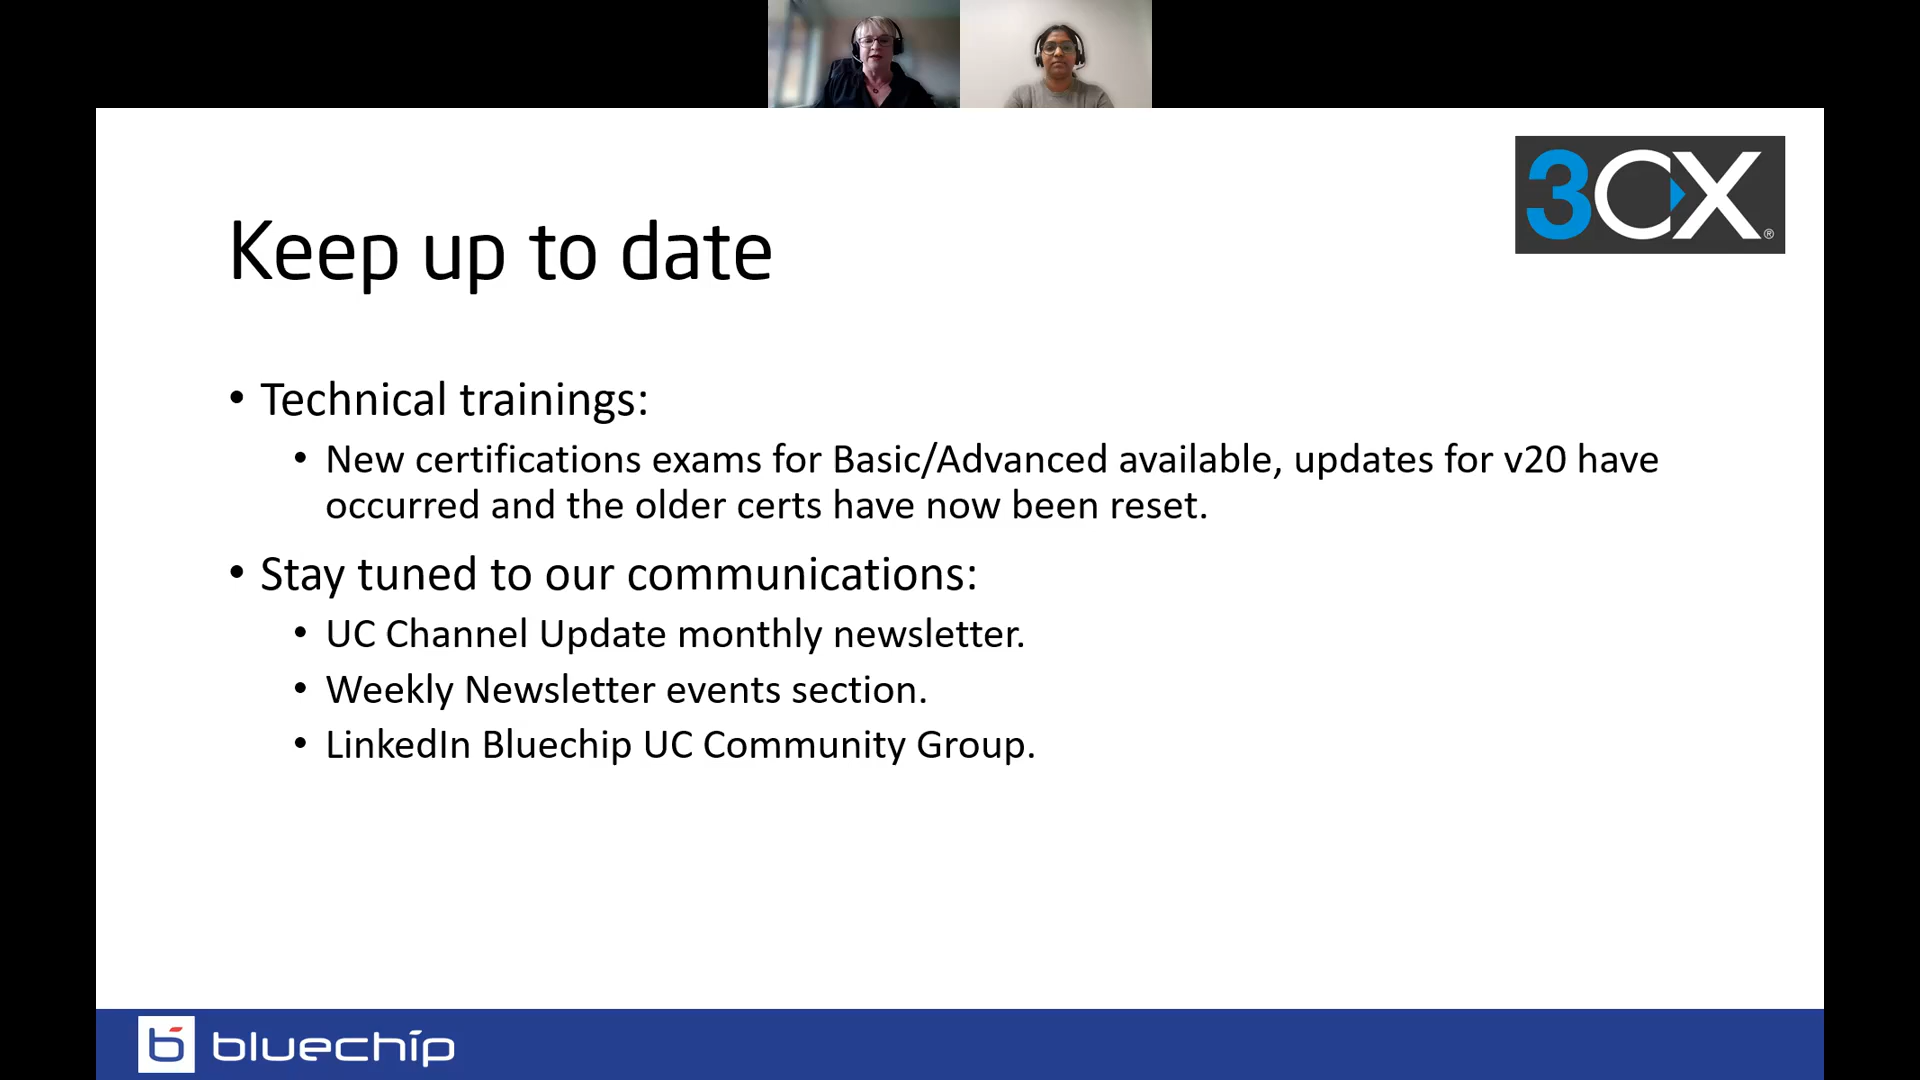 3CX®
Keep up to date
• Technical trainings:
• New certifications exams for Basic/Advanced available, updates for v20 have
occurred and the older certs have now been reset.
• Stay tuned to our communications:
• UC Channel Update monthly newsletter.
• Weekly Newsletter events section.
• LinkedIn Bluechip UC Community Group.
b bluechip